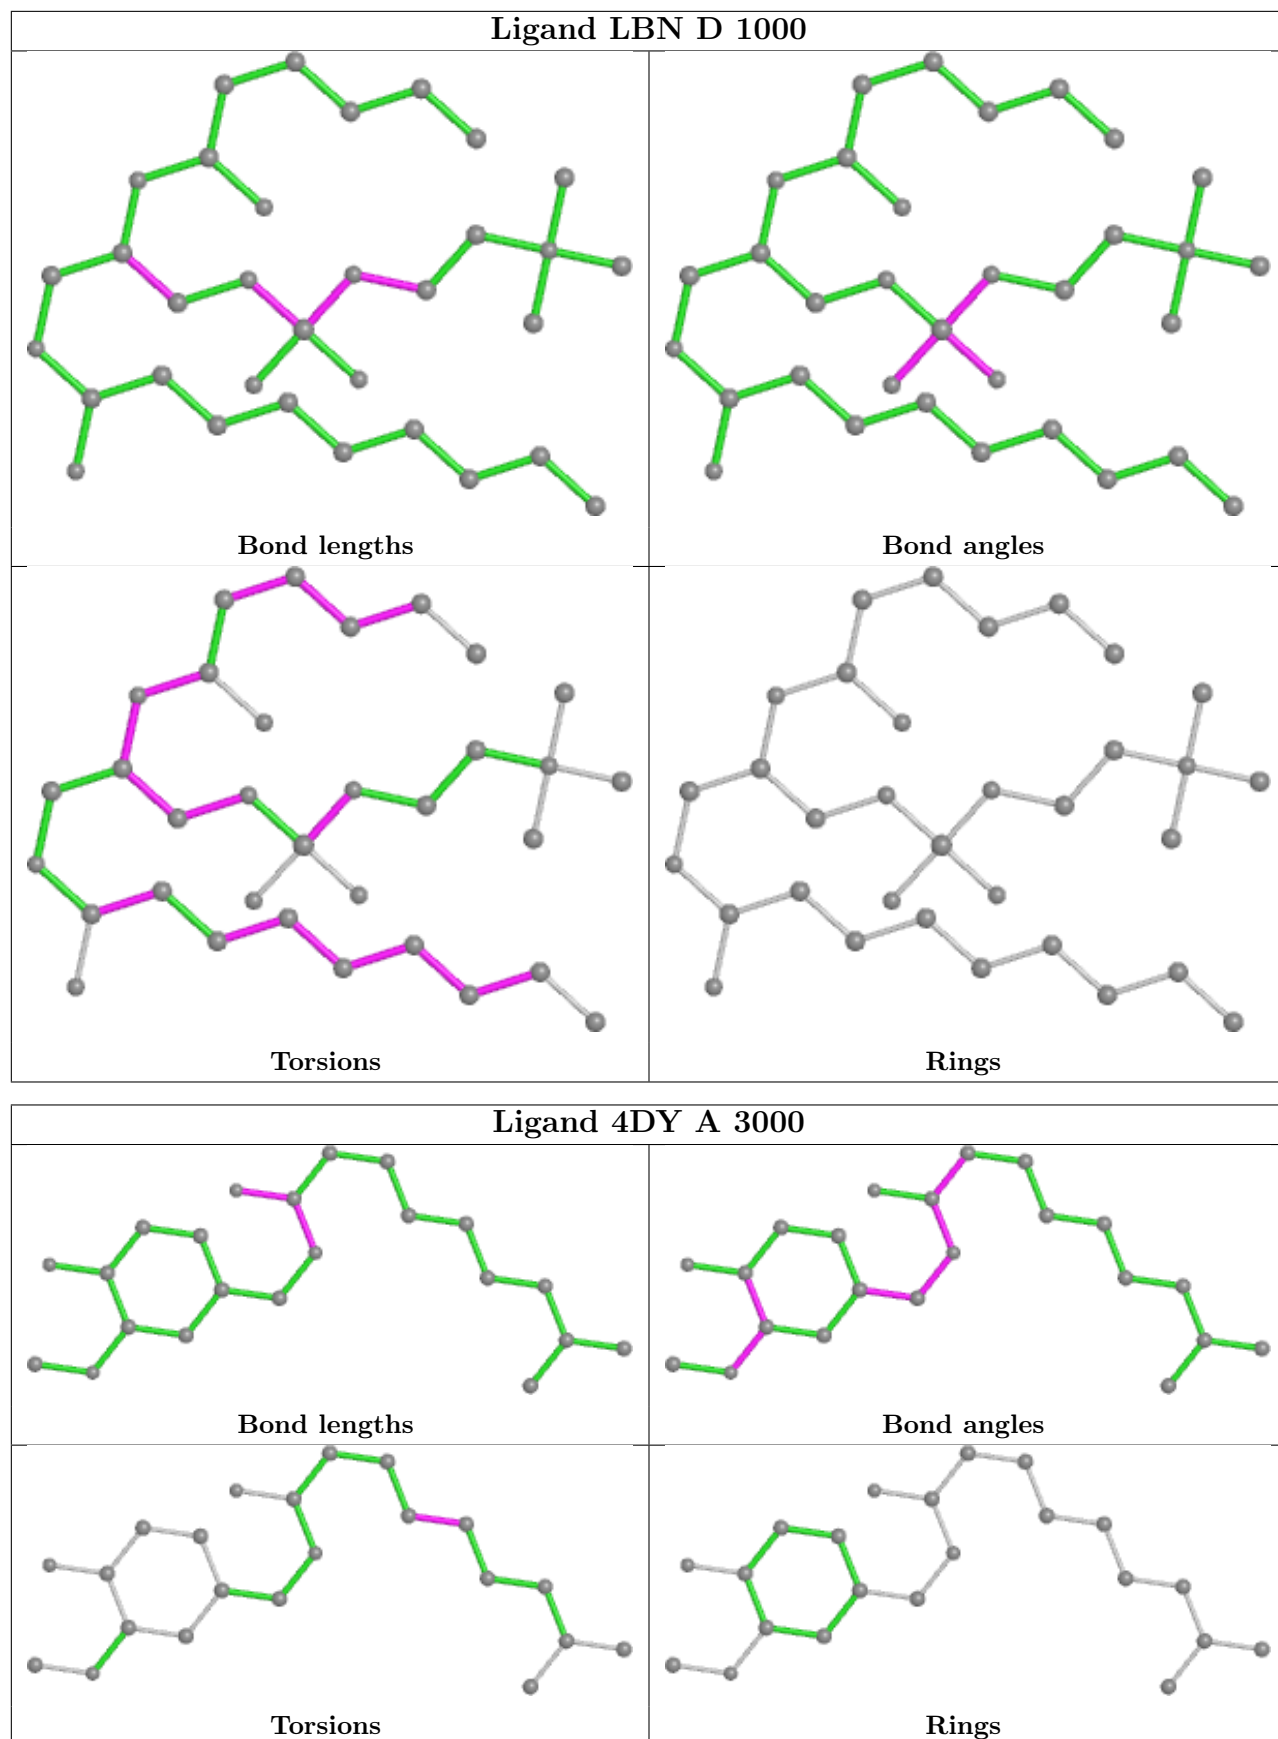 Ligand LBN D 1000
Bond lengths
Bond angles
Torsions
Rings
Ligand 4DY A 3000
Bond lengths
Bond angles
Torsions
Rings